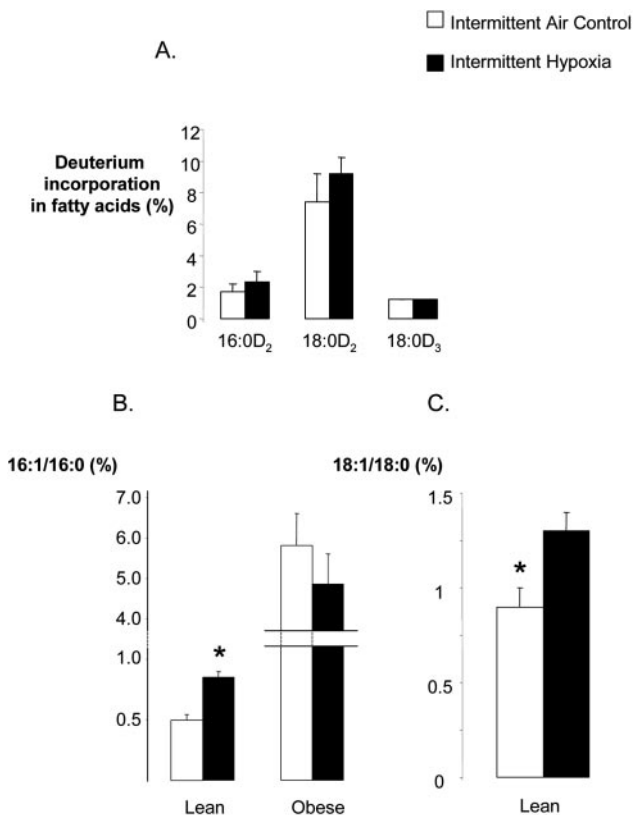 Intermittent Air Control
Intermittent Hypoxia
A.
Deuterium
incorporation
in fatty acids (%)
12
10
8
6
4
2
0
16:0D₂
18:0D₂
18:0D₃
B.
16:1/16:0 (%)
7.0
6.0
5.0
4.0
1.0
0.5
*
Lean
Obese
C.
18:1/18:0 (%)
1.5
1
0.5
0
*
Lean